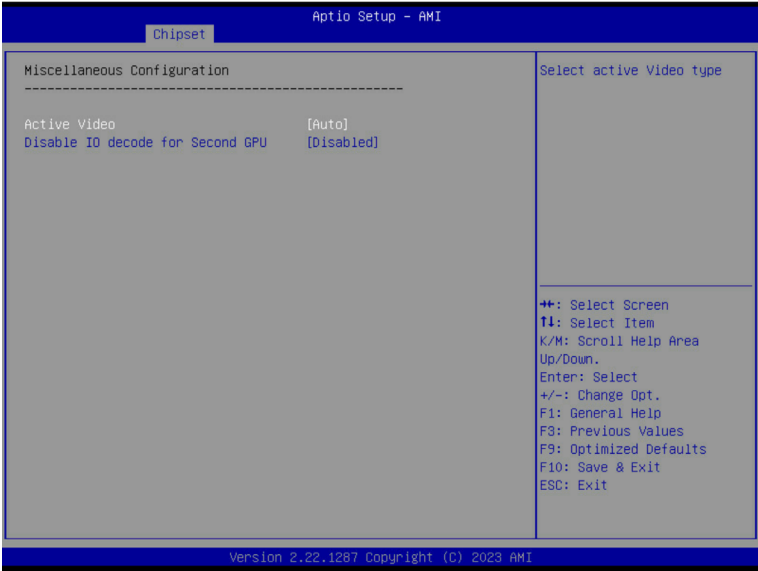 Aptio Setup – AMI
Chipset
Miscellaneous Configuration
--------------------------------------------------
Active Video [Auto]
Disable IO decode for Second GPU [Disabled]
Select active Video type
→←: Select Screen
↑↓: Select Item
K/M: Scroll Help Area
Up/Down.
Enter: Select
+/-: Change Opt.
F1: General Help
F3: Previous Values
F9: Optimized Defaults
F10: Save & Exit
ESC: Exit
Version 2.22.1287 Copyright (C) 2023 AMI